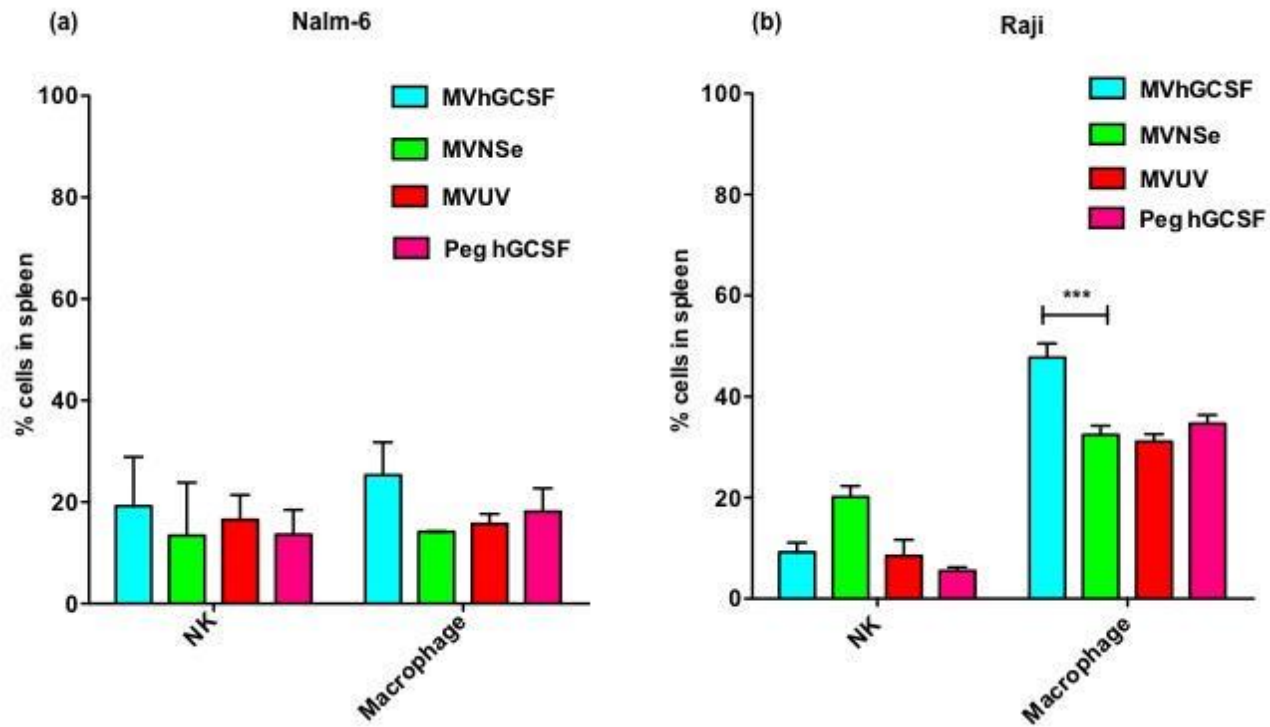 (a)
Nalm-6
MVhGCSF
MVNSe
MVUV
Peg hGCSF
100
80
60
40
20
0
% cells in spleen
NK
Macrophage
(b)
Raji
MVhGCSF
MVNSe
MVUV
Peg hGCSF
100
80
60
40
20
0
% cells in spleen
***
NK
Macrophage